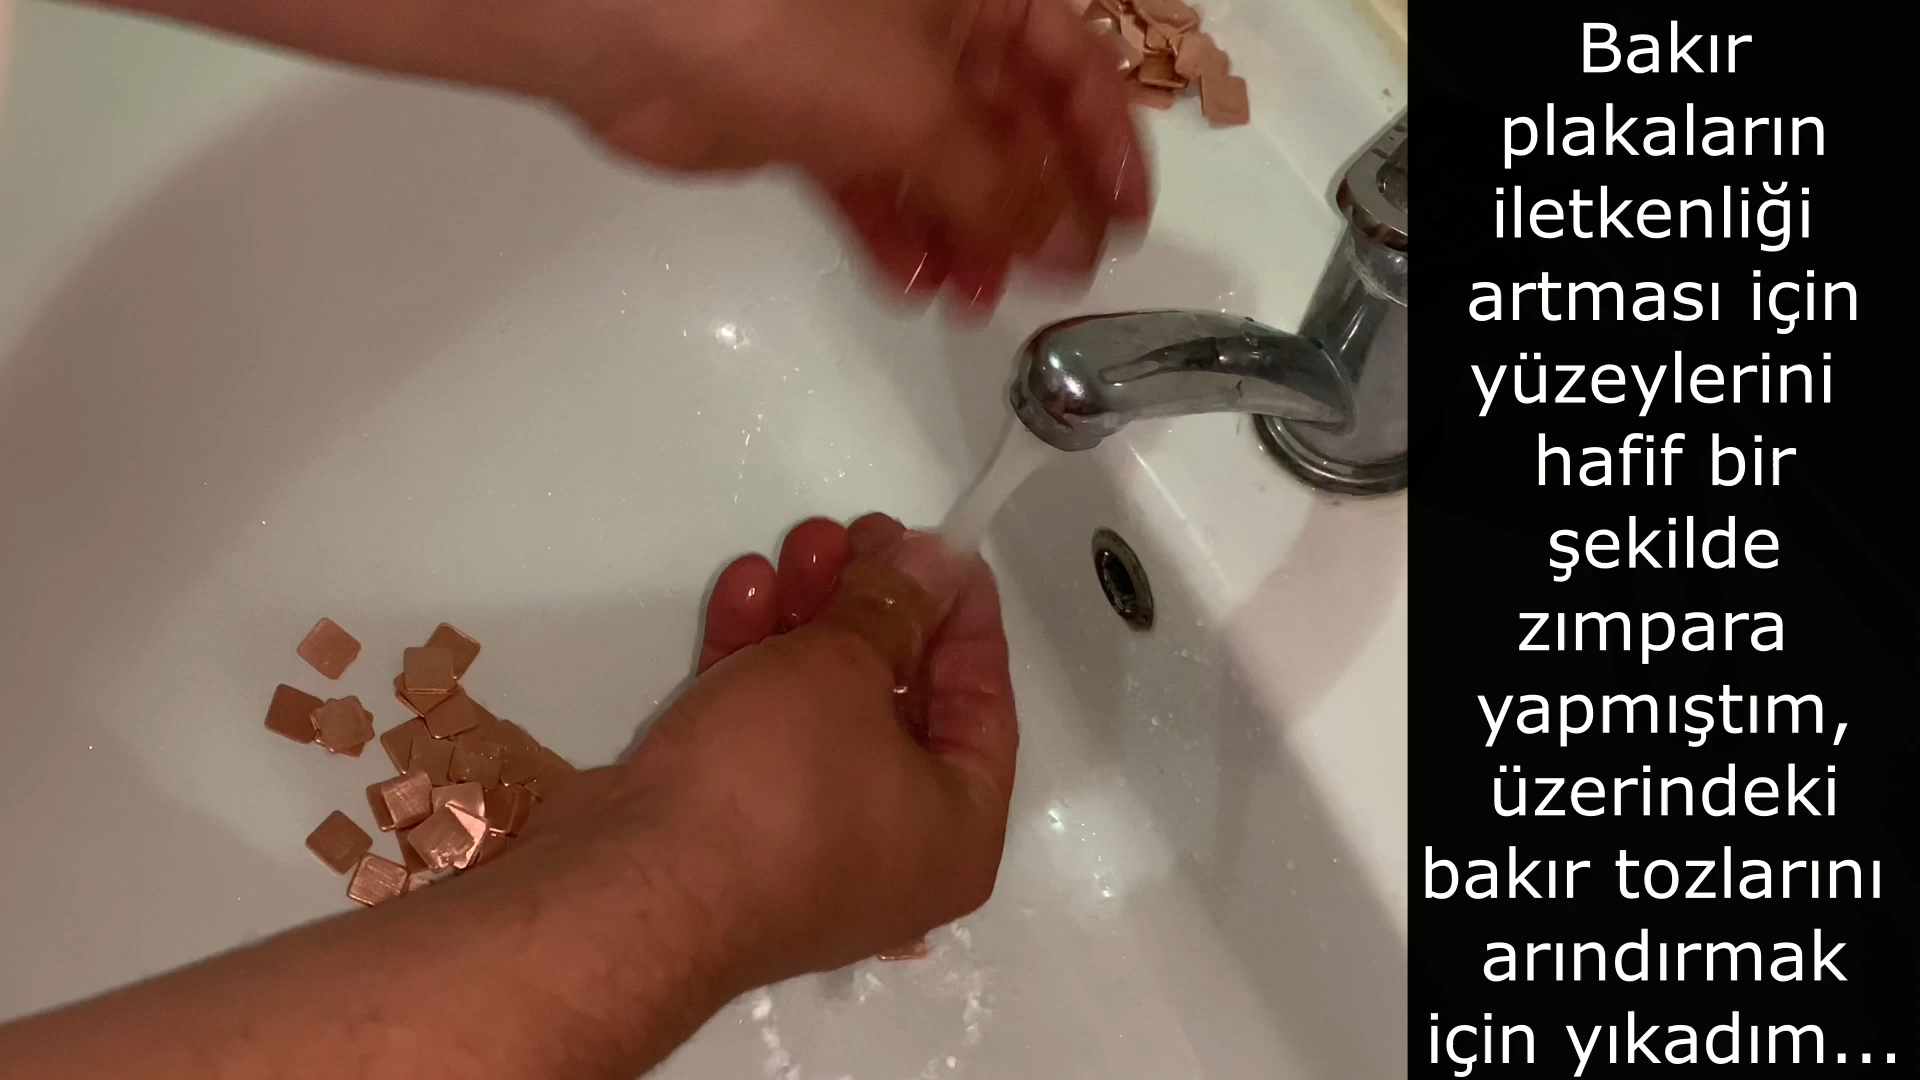 Bakır
plakaların
iletkenliği
artması için
yüzeylerini
hafif bir
şekilde
zımpara
yapmıştım,
üzerindeki
bakır tozlarını
arındırmak
için yıkadım...